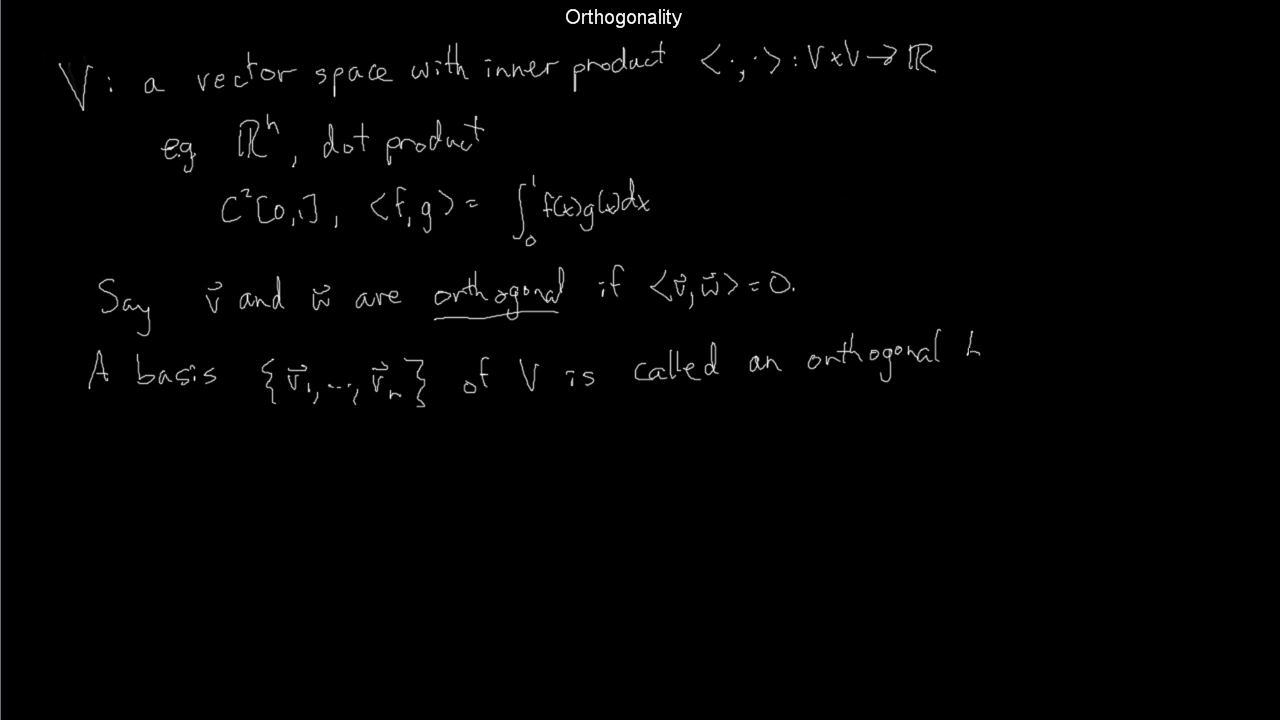 Orthogonality
V: a vector space with inner product <·,·>: V×V→ℝ
e.g. ℝⁿ, dot product
C²[0,1], <f,g> = ∫₀¹ f(x)g(x)dx
Say v⃗ and w⃗ are orthogonal if <v⃗,w⃗> = 0.
A basis {v⃗₁,...,v⃗ₙ} of V is called an orthogonal